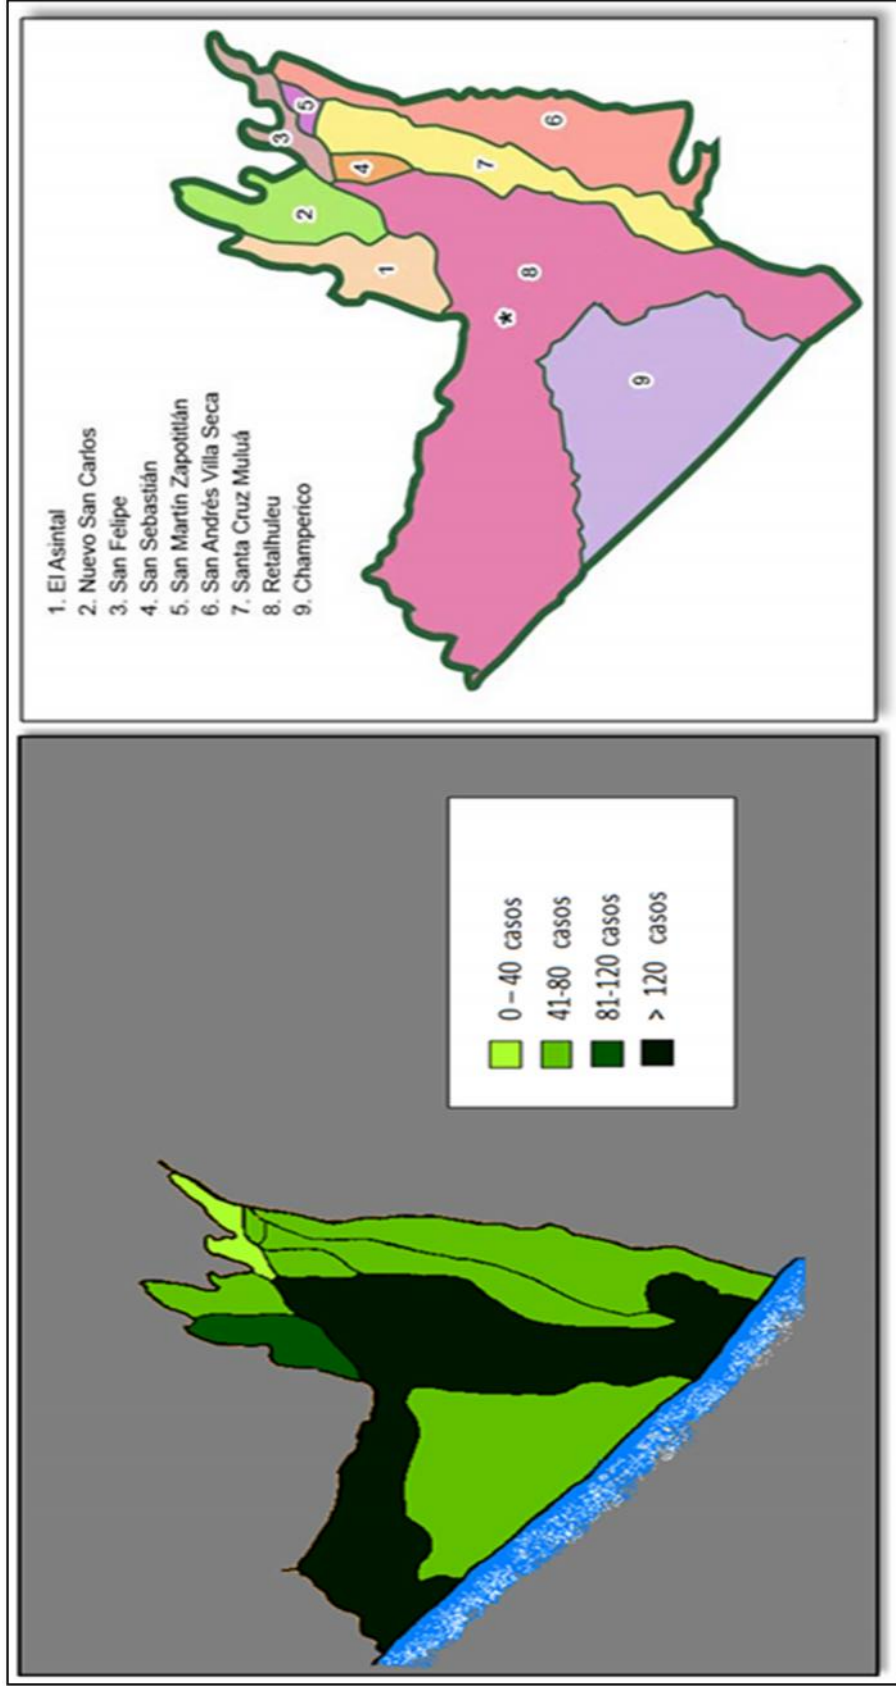 1. El Asintal
2. Nuevo San Carlos
3. San Felipe
4. San Sebastián
5. San Martín Zapotitlán
6. San Andrés Villa Seca
7. Santa Cruz Muluá
8. Retalhuleu
9. Champerico
1
2
3
4
5
6
7
8
*
9
0 – 40 casos
41-80 casos
81-120 casos
> 120 casos